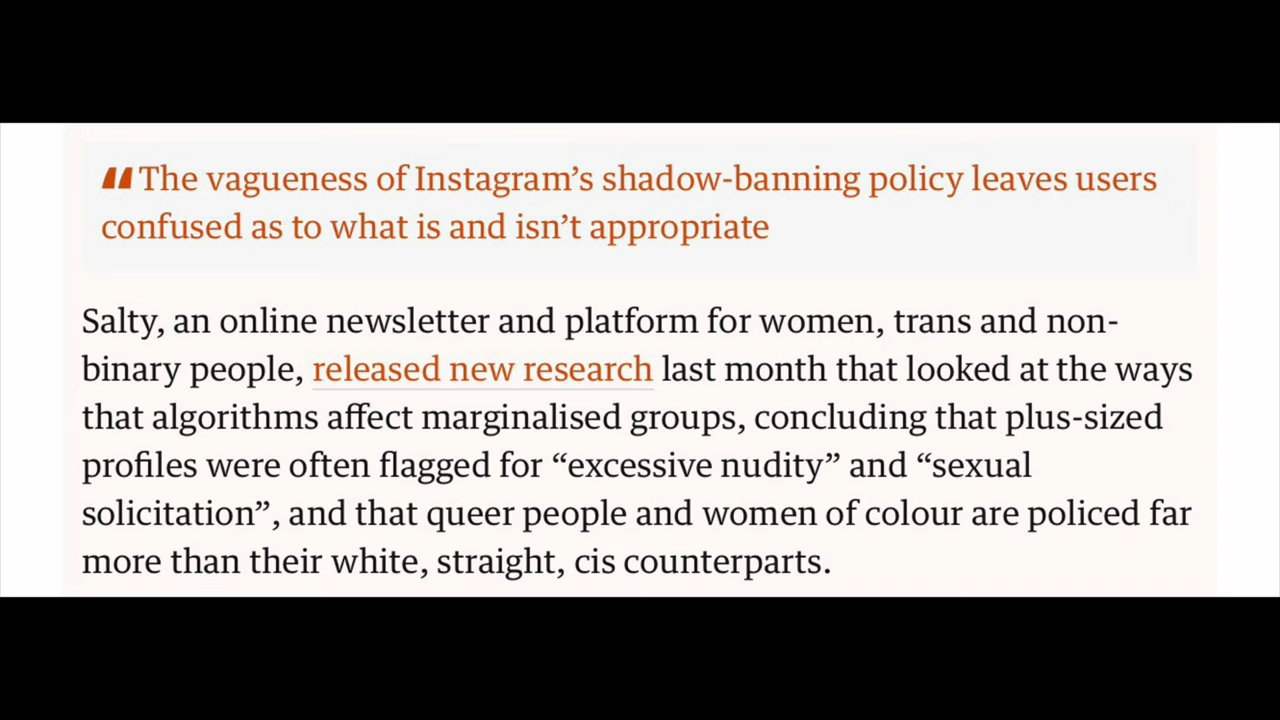 “The vagueness of Instagram’s shadow-banning policy leaves users
confused as to what is and isn’t appropriate
Salty, an online newsletter and platform for women, trans and non-
binary people, released new research last month that looked at the ways
that algorithms affect marginalised groups, concluding that plus-sized
profiles were often flagged for “excessive nudity” and “sexual
solicitation”, and that queer people and women of colour are policed far
more than their white, straight, cis counterparts.